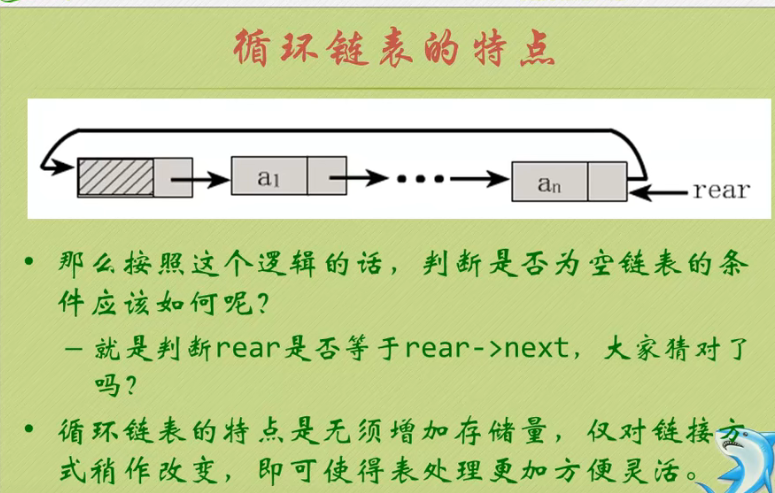 循环链表的特点
a1
an
rear
• 那么按照这个逻辑的话，判断是否为空链表的条
件应该如何呢？
– 就是判断rear是否等于rear->next，大家猜对了
吗？
• 循环链表的特点是无须增加存储量，仅对链接方
式稍作改变，即可使得表处理更加方便灵活。